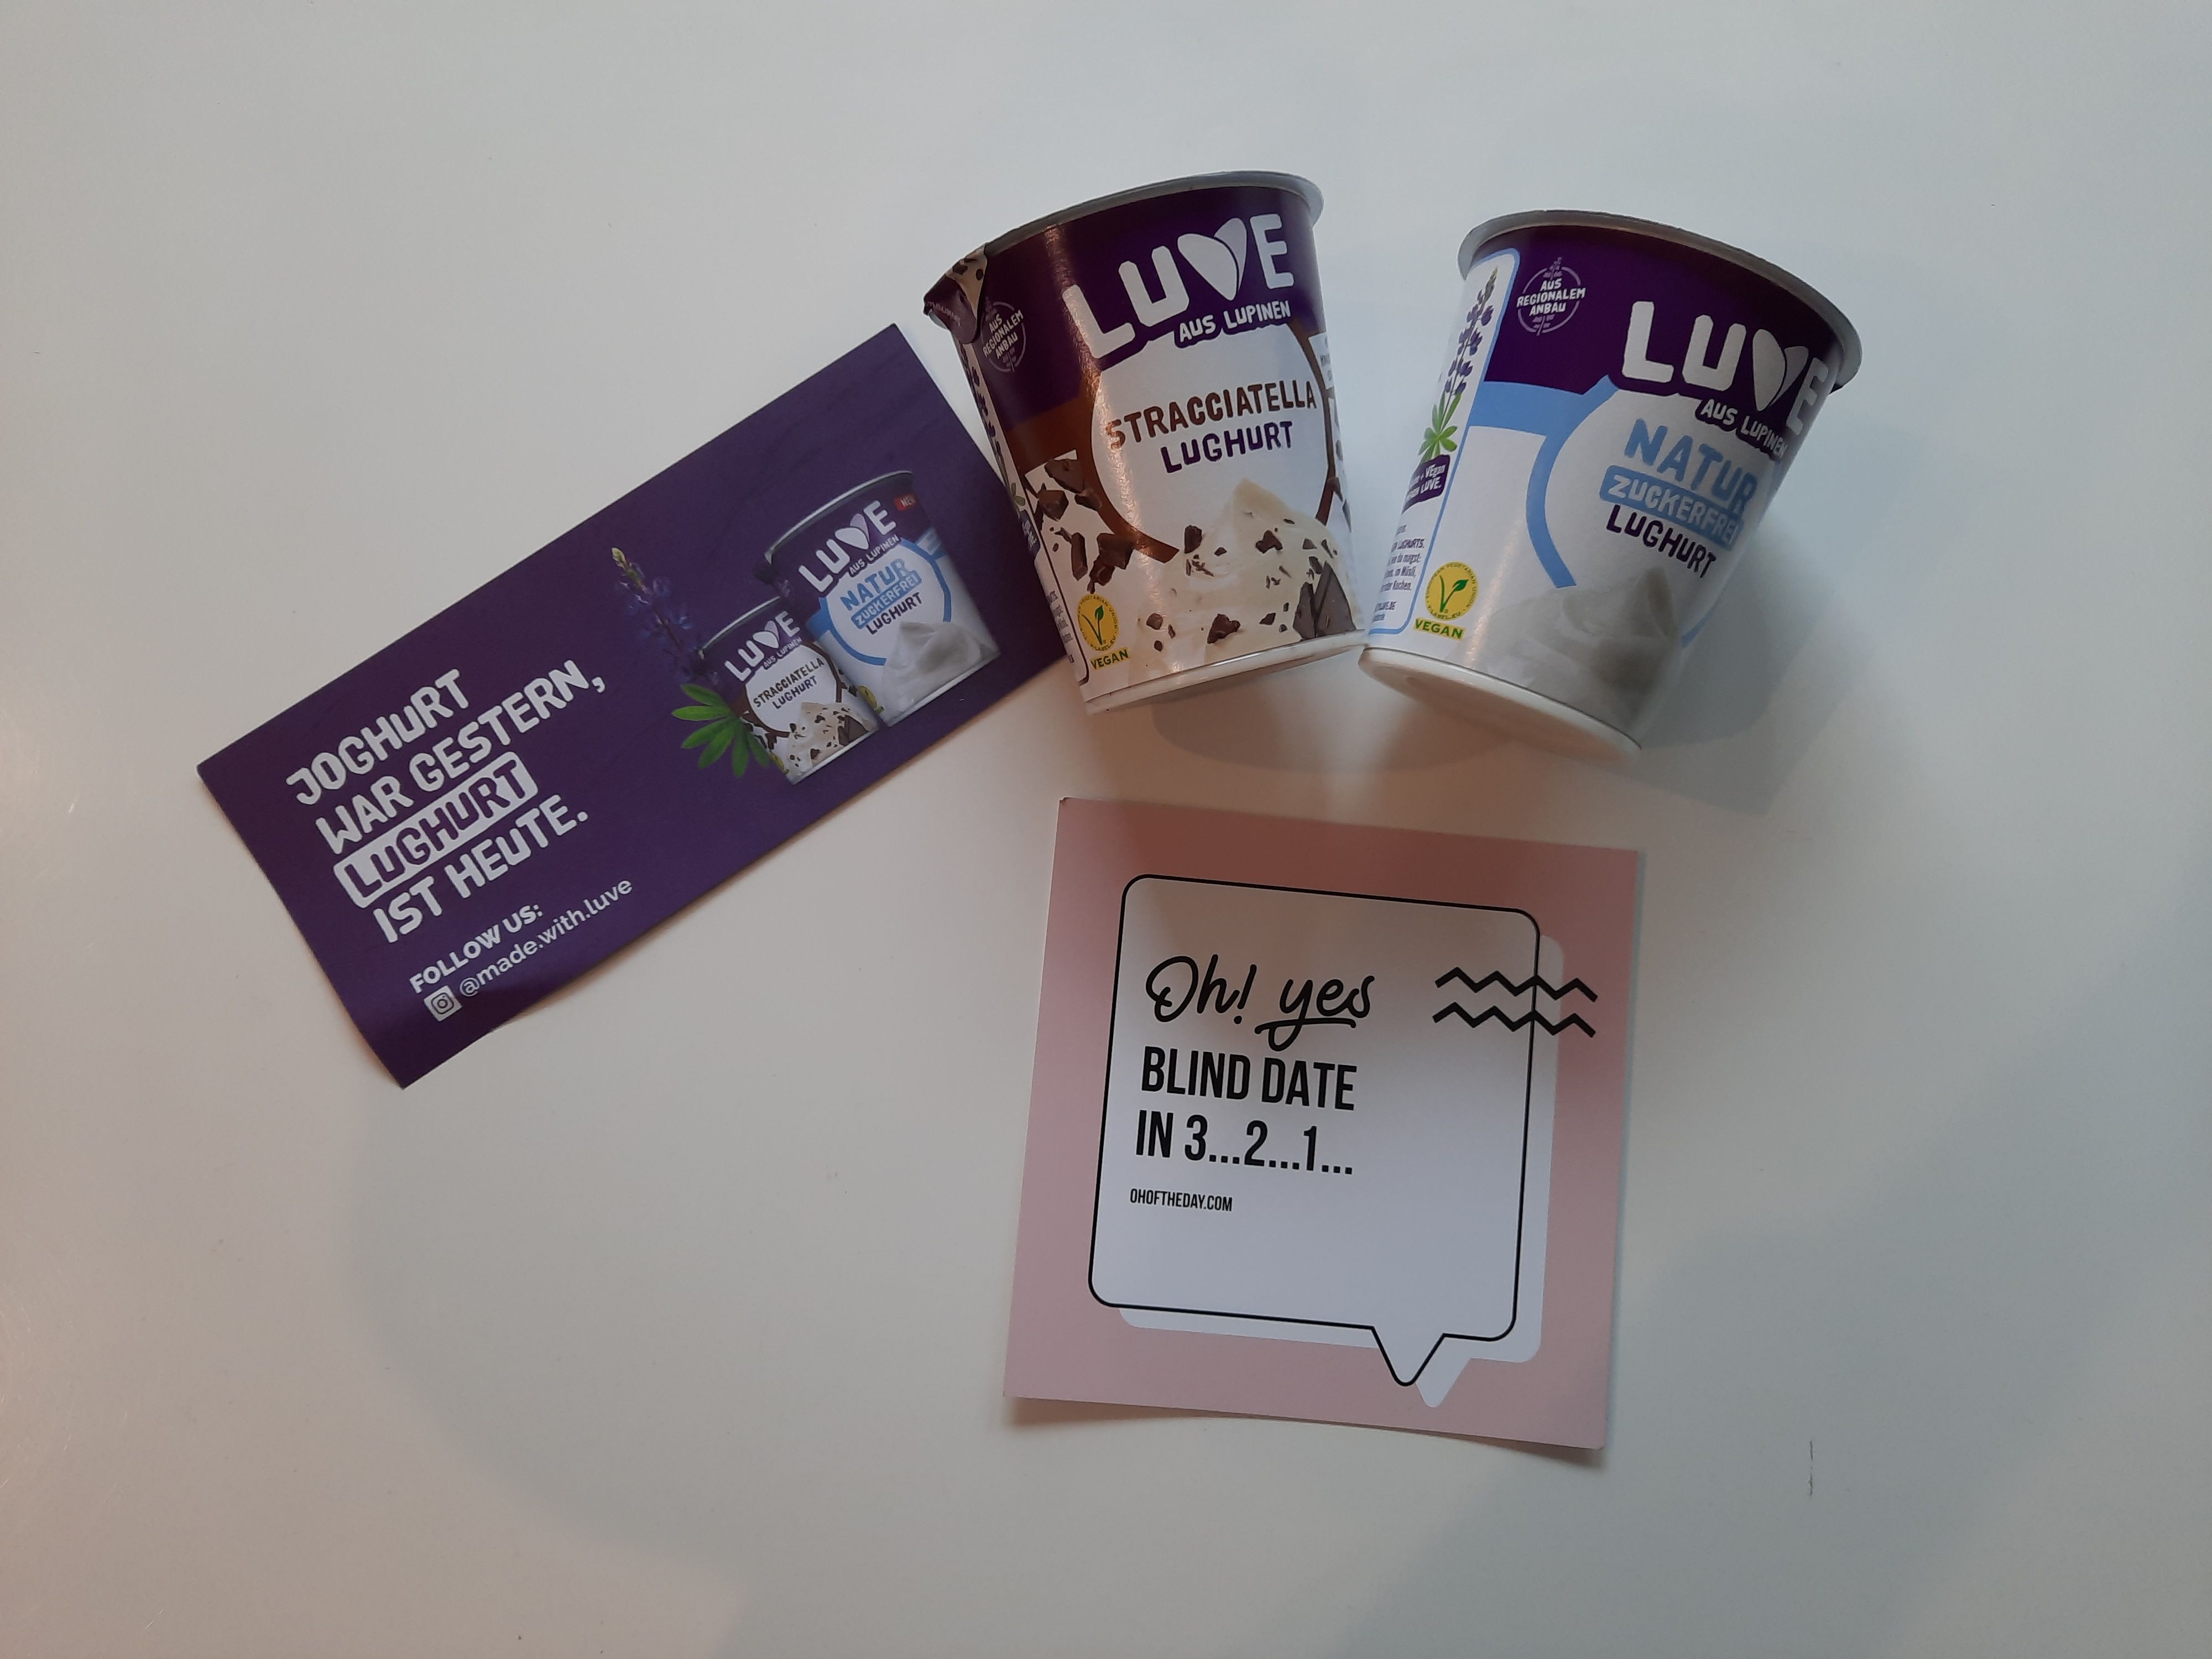 JOGHURT
WAR GESTERN,
LUGHURT
IST HEUTE.
FOLLOW US:
@made.with.luve
LUVE
AUS LUPINEN
NATUR
ZUCKERFREI
LUGHURT
NEU
LUVE
AUS LUPINEN
STRACCIATELLA
LUGHURT
AUS
REGIONALEM
ANBAU
LUVE
AUS LUPINEN
STRACCIATELLA
LUGHURT
VEGAN
AUS
REGIONALEM
ANBAU
LUVE
AUS LUPINEN
NATUR
ZUCKERFREI
LUGHURT
VEGAN
Oh! yes
BLIND DATE
IN 3...2...1...
OHOFTHEDAY.COM